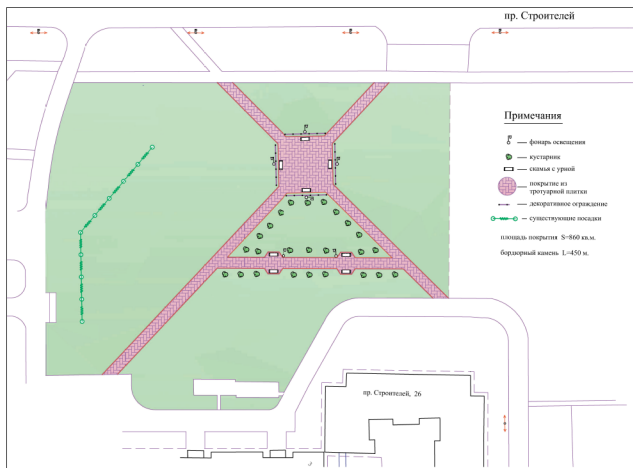 пр. Строителей
Примечания
— фонарь освещения
— кустарник
— скамья с урной
— покрытие из
тротуарной плитки
— декоративное ограждение
— существующие посадки
площадь покрытия S=860 кв.м.
бордюрный камень L=450 м.
пр. Строителей, 26